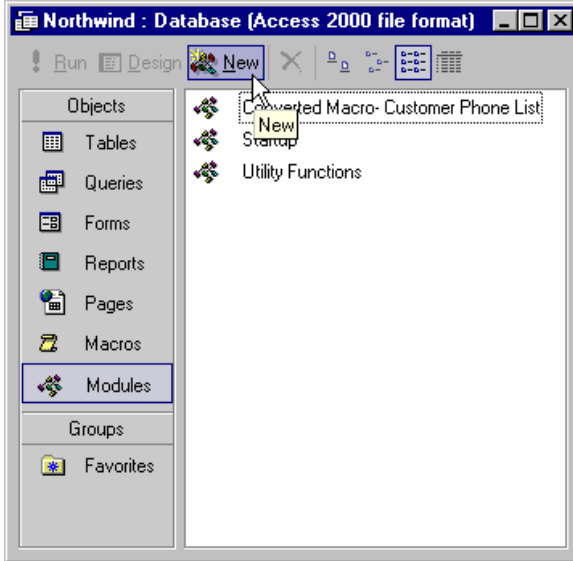 Northwind : Database (Access 2000 file format)
Run Design New
Objects
Tables
Queries
Forms
Reports
Pages
Macros
Modules
Groups
Favorites
Converted Macro- Customer Phone List
New
Startup
Utility Functions